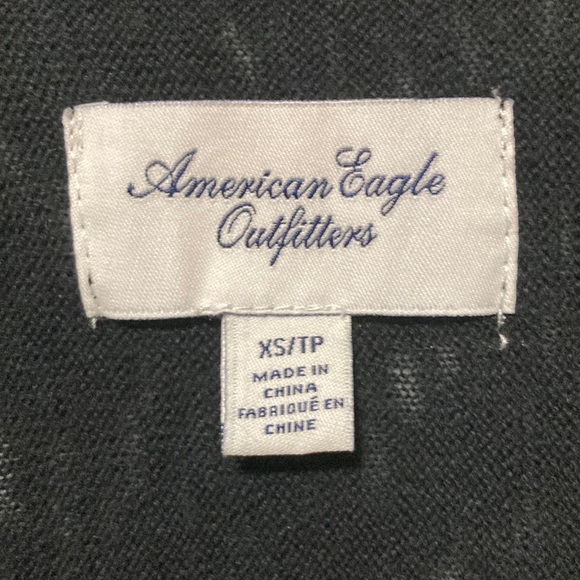 American Eagle
Outfitters
XS/TP
MADE IN
CHINA
FABRIQUÉ EN
CHINE